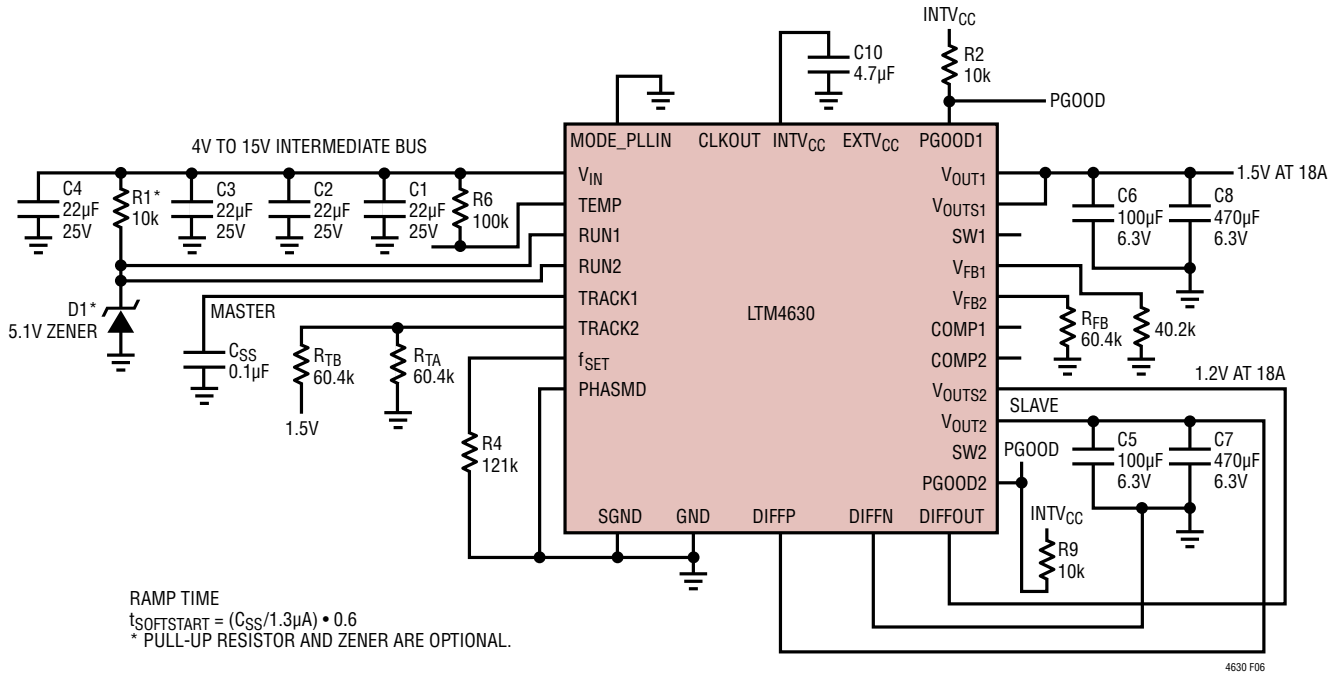 INTVCC
C10
4.7µF
R2
10k
PGOOD
4V TO 15V INTERMEDIATE BUS
MODE_PLLIN
CLKOUT
INTVCC
EXTVCC
PGOOD1
C4
22µF
25V
R1*
10k
C3
22µF
25V
C2
22µF
25V
C1
22µF
25V
R6
100k
VIN
TEMP
RUN1
RUN2
TRACK1
TRACK2
fSET
PHASMD
LTM4630
VOUT1
VOUTS1
SW1
VFB1
VFB2
COMP1
COMP2
VOUTS2
VOUT2
SW2
PGOOD2
SGND
GND
DIFFP
DIFFN
DIFFOUT
1.5V AT 18A
C6
100µF
6.3V
C8
470µF
6.3V
D1*
5.1V ZENER
MASTER
CSS
0.1µF
RTB
60.4k
1.5V
RTA
60.4k
R4
121k
RFB
60.4k
40.2k
1.2V AT 18A
SLAVE
PGOOD
C5
100µF
6.3V
C7
470µF
6.3V
INTVCC
R9
10k
RAMP TIME
tSOFTSTART = (CSS/1.3µA) • 0.6
* PULL-UP RESISTOR AND ZENER ARE OPTIONAL.
4630 F06